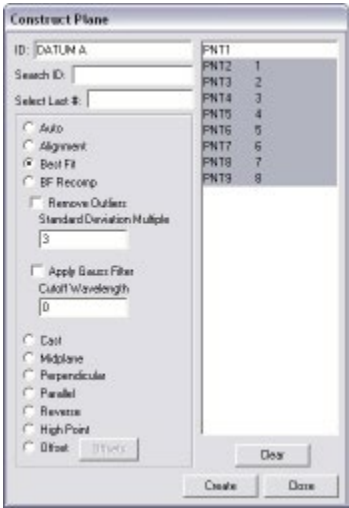 Construct Plane
ID: DATUM A
Search ID:
Select Last #:
Auto
Alignment
Best Fit
BF Recomp
Remove Outliers
Standard Deviation Multiple
3
Apply Gauss Filter
Cutoff Wavelength
0
Cast
Midplane
Perpendicular
Parallel
Reverse
High Point
Offset Offsets
PNT1
PNT2 1
PNT3 2
PNT4 3
PNT5 4
PNT6 5
PNT7 6
PNT8 7
PNT9 8
Clear
Create Close